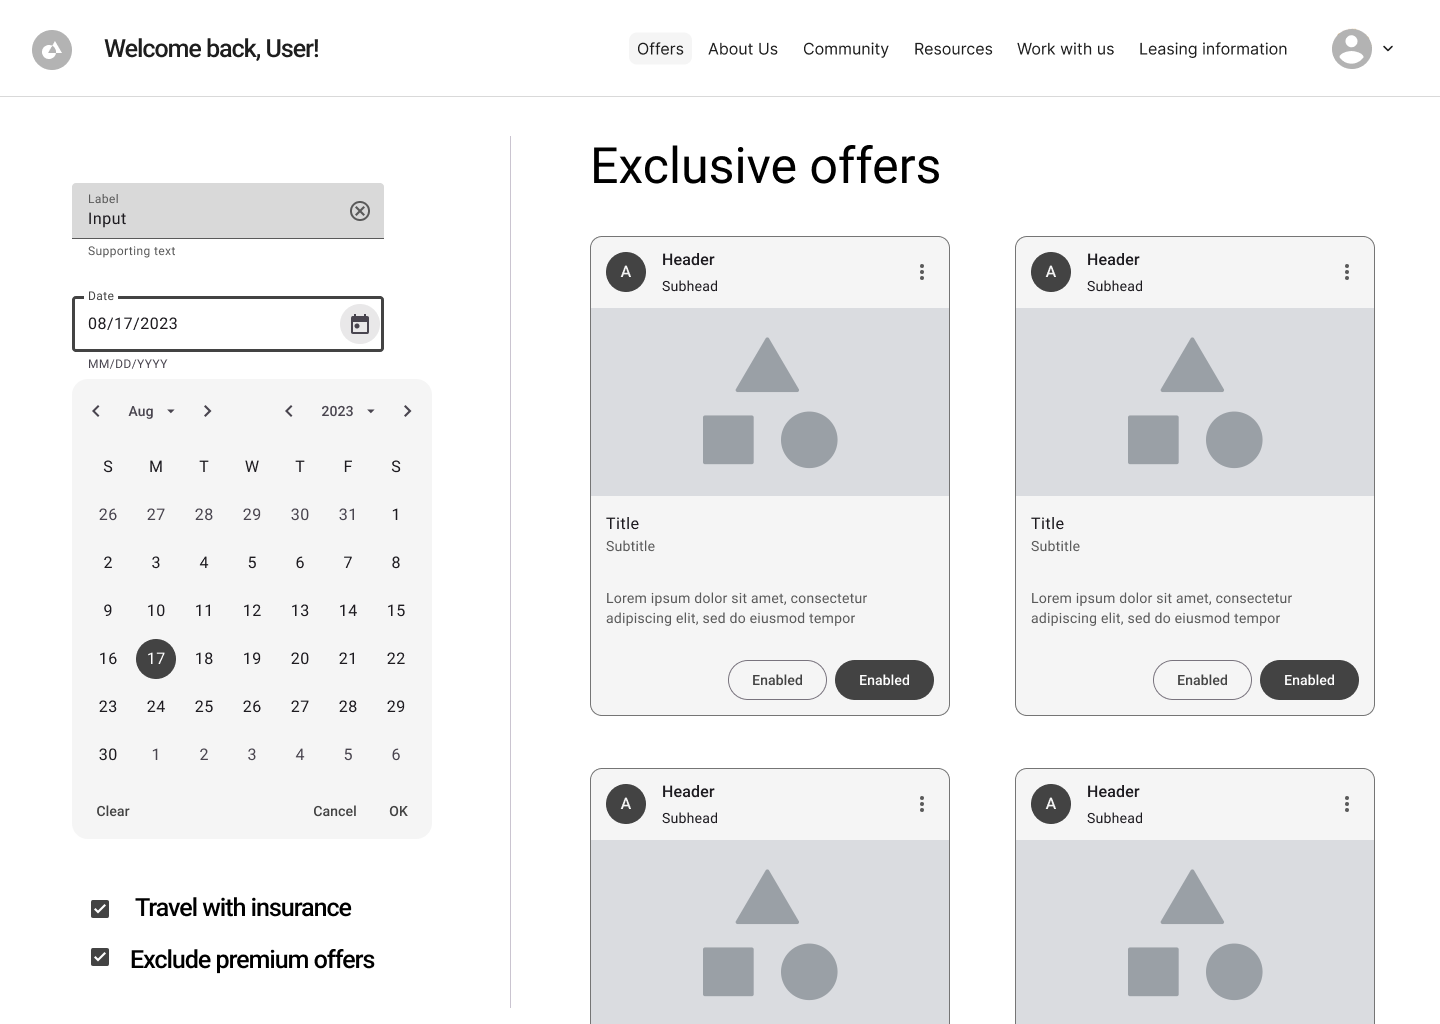 Welcome back, User!
Offers
About Us
Community
Resources
Work with us
Leasing information
Label
Input
Supporting text
Date
08/17/2023
MM/DD/YYYY
Aug
2023
S M T W T F S
26 27 28 29 30 31 1
2 3 4 5 6 7 8
9 10 11 12 13 14 15
16 17 18 19 20 21 22
23 24 25 26 27 28 29
30 1 2 3 4 5 6
Clear
Cancel
OK
Travel with insurance
Exclude premium offers
Exclusive offers
A
Header
Subhead
Title
Subtitle
Lorem ipsum dolor sit amet, consectetur
adipiscing elit, sed do eiusmod tempor
Enabled
Enabled
A
Header
Subhead
Title
Subtitle
Lorem ipsum dolor sit amet, consectetur
adipiscing elit, sed do eiusmod tempor
Enabled
Enabled
A
Header
Subhead
A
Header
Subhead